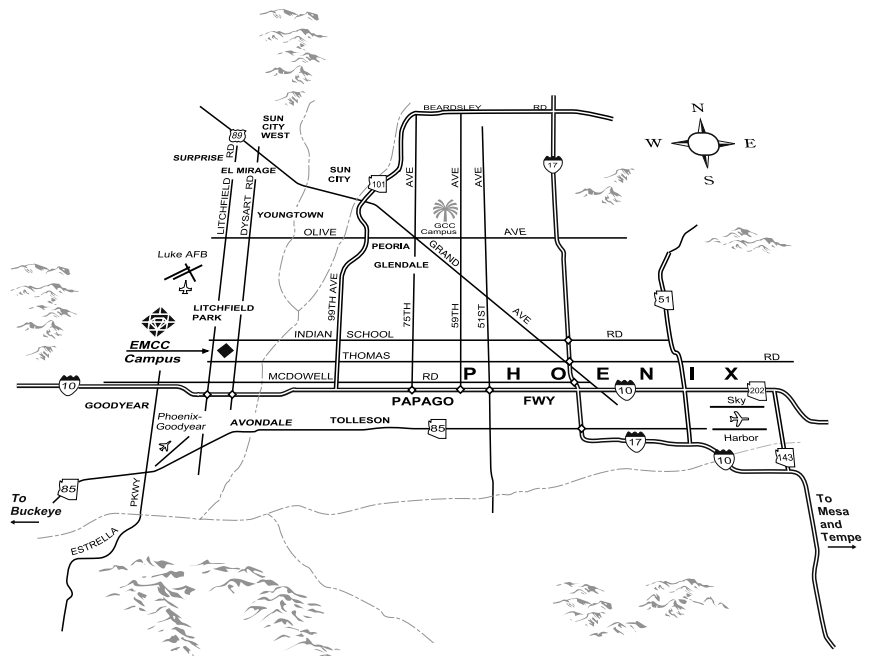 BEARDSLEY RD
N
W E
S
SUN
CITY
WEST
89
SURPRISE
EL MIRAGE
SUN
CITY
101
17
LITCHFIELD RD
DYSART RD
YOUNGTOWN
AVE
AVE
AVE
GCC
Campus
OLIVE AVE
PEORIA
GLENDALE
GRAND AVE
Luke AFB
99TH AVE
75TH
59TH
51ST
51
LITCHFIELD
PARK
EMCC
Campus
INDIAN SCHOOL RD
THOMAS RD
MCDOWELL RD
PHOENIX
10
10
202
GOODYEAR
PAPAGO FWY
Sky
Harbor
Phoenix-
Goodyear
AVONDALE
TOLLESON
85
17
10
143
85
To
Buckeye
ESTRELLA PKWY
To
Mesa
and
Tempe